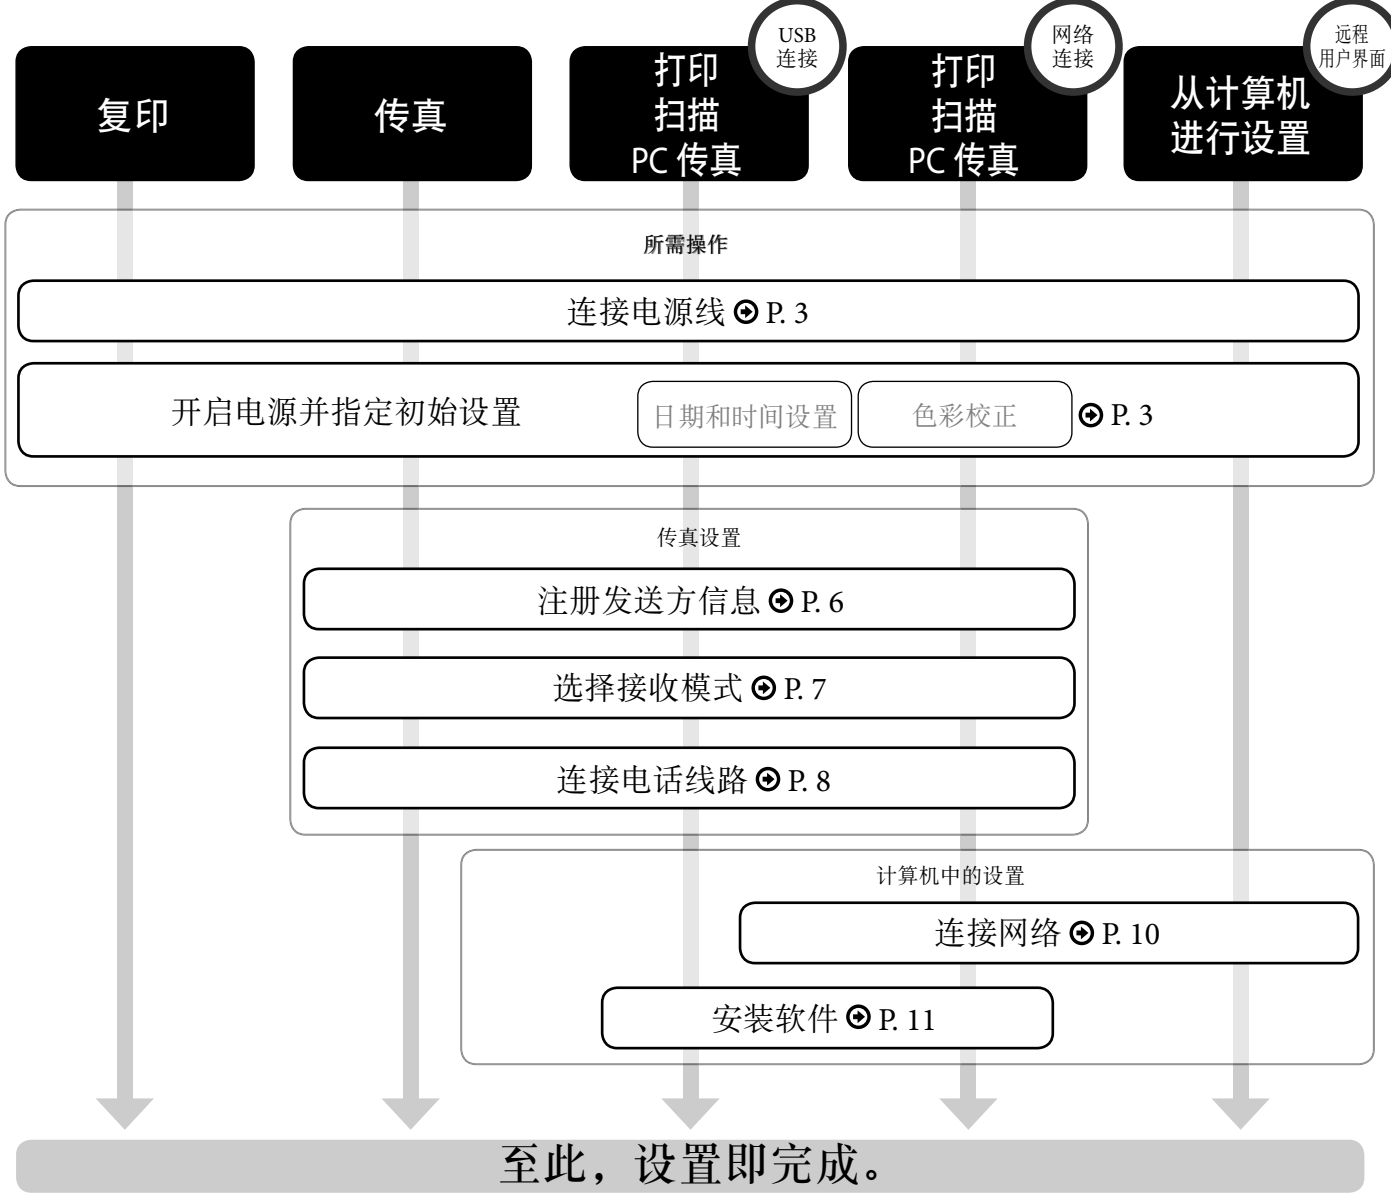 复印
传真
USB
连接
打印
扫描
PC 传真
网络
连接
打印
扫描
PC 传真
远程
用户界面
从计算机
进行设置
所需操作
连接电源线 P. 3
开启电源并指定初始设置 日期和时间设置 色彩校正 P. 3
传真设置
注册发送方信息 P. 6
选择接收模式 P. 7
连接电话线路 P. 8
计算机中的设置
连接网络 P. 10
安装软件 P. 11
至此，设置即完成。